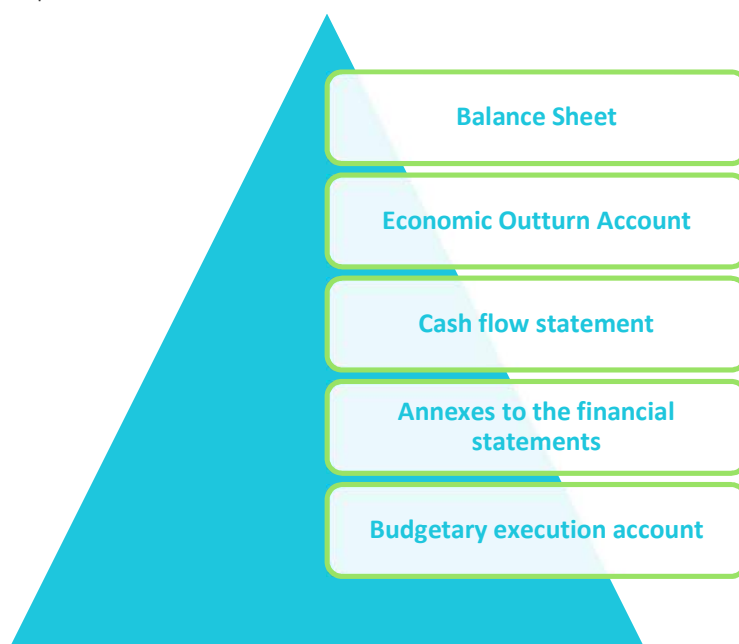 Balance Sheet
Economic Outturn Account
Cash flow statement
Annexes to the financial
statements
Budgetary execution account